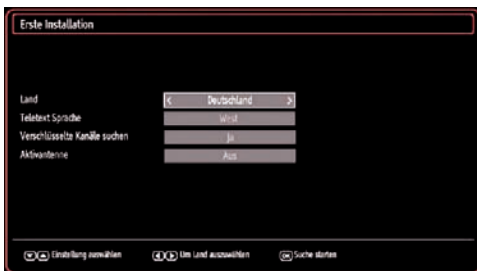 Erste Installation
Land < Deutschland >
Teletext Sprache West
Verschlüsselte Kanäle suchen Ja
Aktivantenne Aus
Einstellung auswählen Um Land auszuwählen OK Suche starten